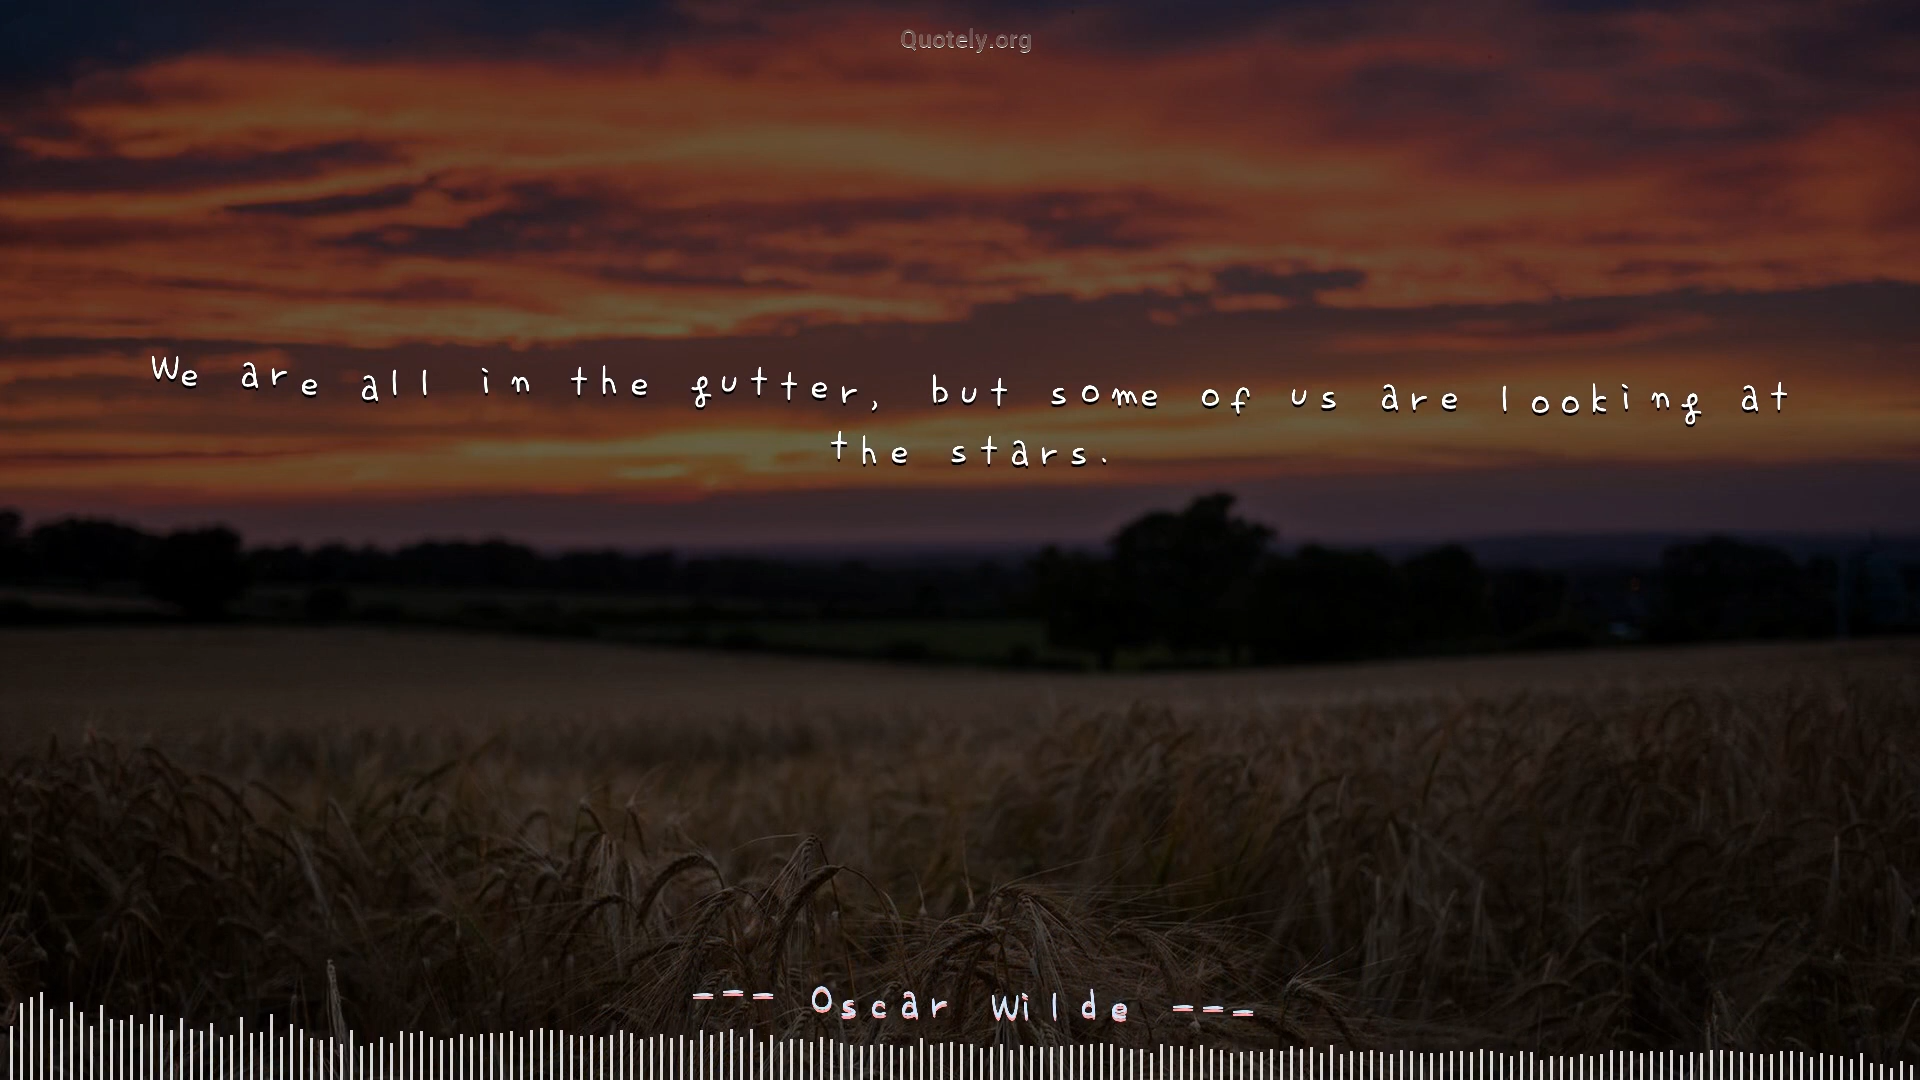 Quotely.org
We are all in the gutter, but some of us are looking at
the stars.
--- Oscar Wilde ---